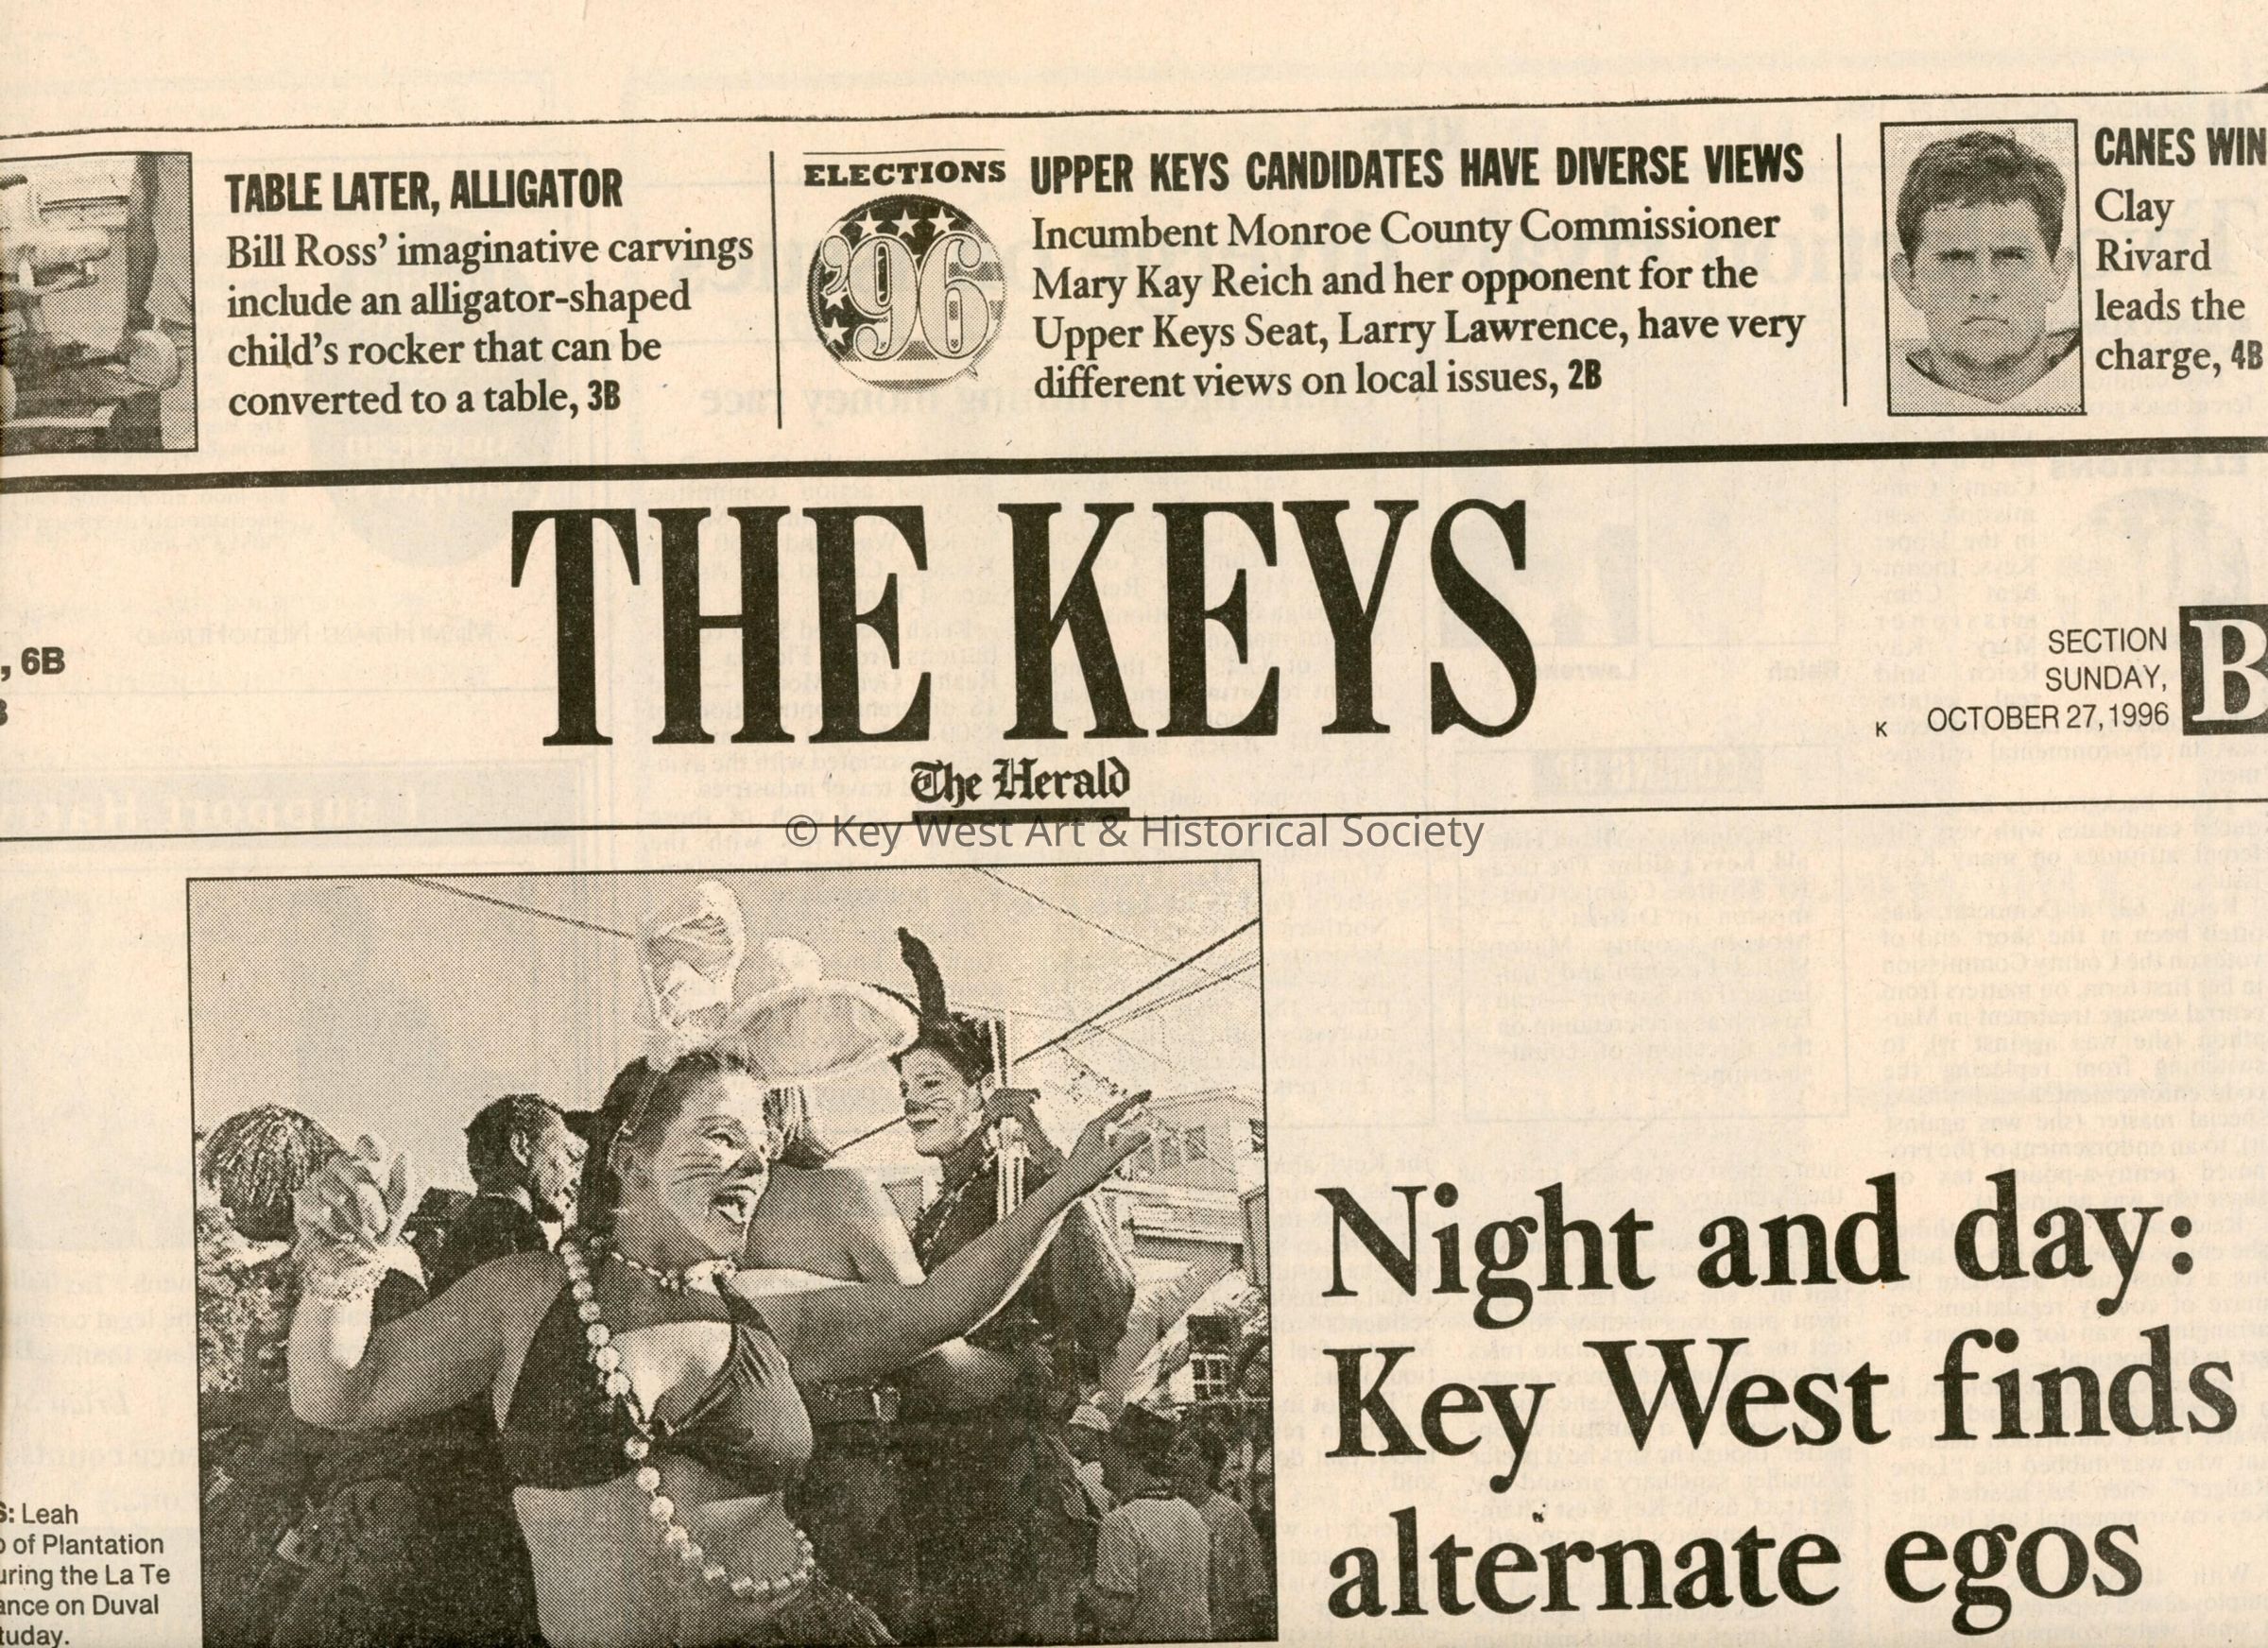 TABLE LATER, ALLIGATOR
Bill Ross' imaginative carvings
include an alligator-shaped
child's rocker that can be
converted to a table, 3B
ELECTIONS
'96
UPPER KEYS CANDIDATES HAVE DIVERSE VIEWS
Incumbent Monroe County Commissioner
Mary Kay Reich and her opponent for the
Upper Keys Seat, Larry Lawrence, have very
different views on local issues, 2B
CANES WIN
Clay
Rivard
leads the
charge, 4B
, 6B
THE KEYS
The Herald
SECTION
SUNDAY,
K OCTOBER 27, 1996
B
© Key West Art & Historical Society
Night and day:
Key West finds
alternate egos
S: Leah
of Plantation
uring the La Te
ance on Duval
tuday.